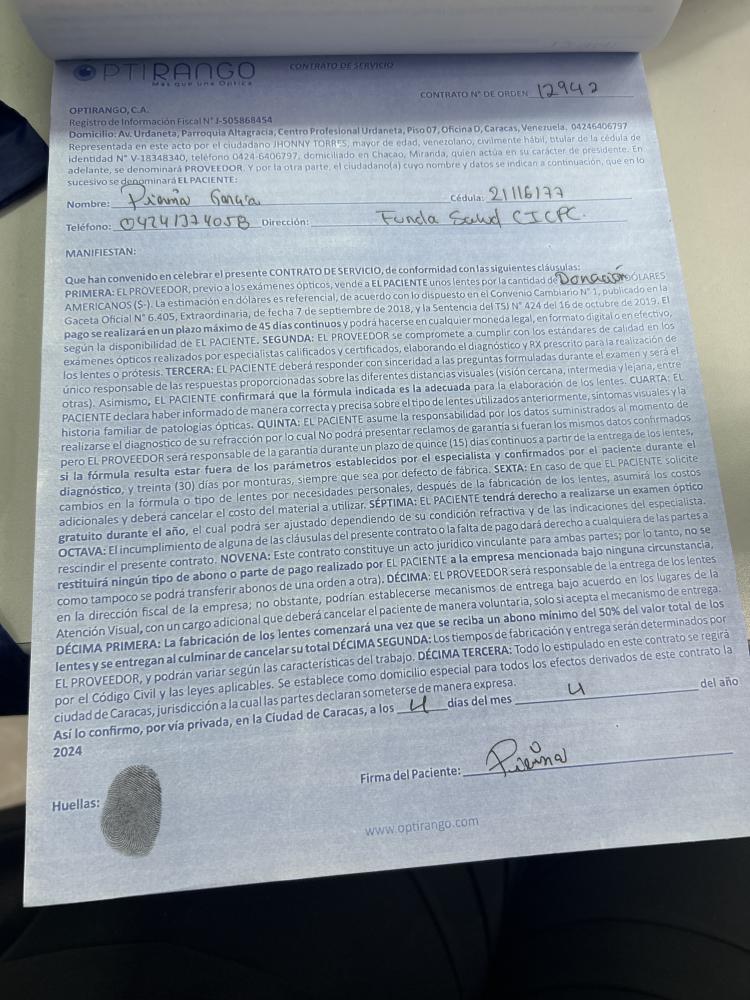 OPTIRANGO
Mas que una Óptica
CONTRATO DE SERVICIO
CONTRATO N° DE ORDEN 12942
OPTIRANGO, C.A.
Registro de Información Fiscal N° J-505868454
Domicilio: Av. Urdaneta, Parroquia Altagracia, Centro Profesional Urdaneta, Piso 07, Oficina D, Caracas, Venezuela. 04246406797
Representada en este acto por el ciudadano JHONNY TORRES, mayor de edad, venezolano, civilmente hábil, titular de la cédula de
identidad N° V-18348340, teléfono 0424-6406797, domiciliado en Chacao, Miranda, quien actúa en su carácter de presidente. En
adelante, se denominará PROVEEDOR. Y por la otra parte, el ciudadano(a) cuyo nombre y datos se indican a continuación, que en lo
sucesivo se denominará EL PACIENTE:
Nombre: Pierina García Cédula: 21116177
Teléfono: Dirección: Funda Salud CICPC.
MANIFIESTAN:
Que han convenido en celebrar el presente CONTRATO DE SERVICIO, de conformidad con las siguientes cláusulas:
PRIMERA: EL PROVEEDOR, previo a los exámenes ópticos, vende a EL PACIENTE unos lentes por la cantidad de Donación DÓLARES
AMERICANOS (S-). La estimación en dólares es referencial, de acuerdo con lo dispuesto en el Convenio Cambiario N° 1, publicado en la
Gaceta Oficial N° 6.405, Extraordinaria, de fecha 7 de septiembre de 2018, y la Sentencia del TSJ N° 424 del 16 de octubre de 2019. El
pago se realizará en un plazo máximo de 45 días continuos y podrá hacerse en cualquier moneda legal, en formato digital o en efectivo,
según la disponibilidad de EL PACIENTE. SEGUNDA: EL PROVEEDOR se compromete a cumplir con los estándares de calidad en los
exámenes ópticos realizados por especialistas calificados y certificados, elaborando el diagnóstico y RX prescrito para la realización de
los lentes o prótesis. TERCERA: EL PACIENTE deberá responder con sinceridad a las preguntas formuladas durante el examen y será el
único responsable de las respuestas proporcionadas sobre las diferentes distancias visuales (visión cercana, intermedia y lejana, entre
otras). Asimismo, EL PACIENTE confirmará que la fórmula indicada es la adecuada para la elaboración de los lentes. CUARTA: EL
PACIENTE declara haber informado de manera correcta y precisa sobre el tipo de lentes utilizados anteriormente, síntomas visuales y la
historia familiar de patologías ópticas. QUINTA: EL PACIENTE asume la responsabilidad por los datos suministrados al momento de
realizarse el diagnostico de su refracción por lo cual No podrá presentar reclamos de garantía si fueran los mismos datos confirmados
pero EL PROVEEDOR será responsable de la garantía durante un plazo de quince (15) días continuos a partir de la entrega de los lentes,
si la fórmula resulta estar fuera de los parámetros establecidos por el especialista y confirmados por el paciente durante el
diagnóstico, y treinta (30) días por monturas, siempre que sea por defecto de fábrica. SEXTA: En caso de que EL PACIENTE solicite
cambios en la fórmula o tipo de lentes por necesidades personales, después de la fabricación de los lentes, asumirá los costos
adicionales y deberá cancelar el costo del material a utilizar. SÉPTIMA: EL PACIENTE tendrá derecho a realizarse un examen óptico
gratuito durante el año, el cual podrá ser ajustado dependiendo de su condición refractiva y de las indicaciones del especialista.
OCTAVA: El incumplimiento de alguna de las cláusulas del presente contrato o la falta de pago dará derecho a cualquiera de las partes a
rescindir el presente contrato. NOVENA: Este contrato constituye un acto jurídico vinculante para ambas partes; por lo tanto, no se
restituirá ningún tipo de abono o parte de pago realizado por EL PACIENTE a la empresa mencionada bajo ninguna circunstancia,
como tampoco se podrá transferir abonos de una orden a otra). DÉCIMA: EL PROVEEDOR será responsable de la entrega de los lentes
en la dirección fiscal de la empresa; no obstante, podrían establecerse mecanismos de entrega bajo acuerdo en los lugares de la
Atención Visual, con un cargo adicional que deberá cancelar el paciente de manera voluntaria, solo si acepta el mecanismo de entrega.
DÉCIMA PRIMERA: La fabricación de los lentes comenzará una vez que se reciba un abono mínimo del 50% del valor total de los
lentes y se entregan al culminar de cancelar su total DÉCIMA SEGUNDA: Los tiempos de fabricación y entrega serán determinados por
EL PROVEEDOR, y podrán variar según las características del trabajo. DÉCIMA TERCERA: Todo lo estipulado en este contrato se regirá
por el Código Civil y las leyes aplicables. Se establece como domicilio especial para todos los efectos derivados de este contrato la
ciudad de Caracas, jurisdicción a la cual las partes declaran someterse de manera expresa.
Así lo confirmo, por vía privada, en la Ciudad de Caracas, a los 4 días del mes 4 del año
2024
Firma del Paciente: Pierina
Huellas:
www.optirango.com